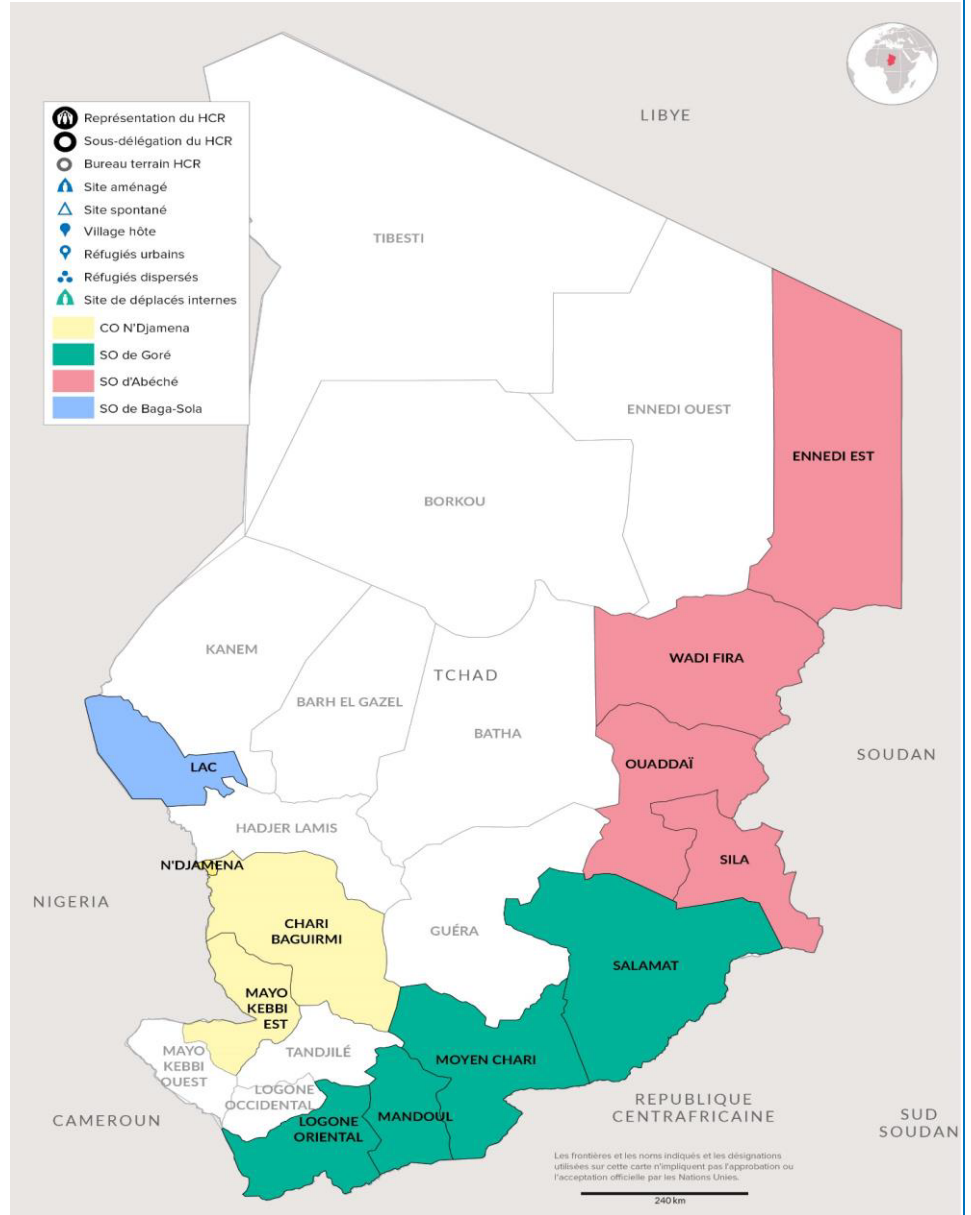 LIBYE
Représentation du HCR
Sous-délégation du HCR
Bureau terrain HCR
Site aménagé
Site spontané
Village hôte
Réfugiés urbains
Réfugiés dispersés
Site de déplacés internes
CO N'Djamena
SO de Goré
SO d'Abéché
SO de Baga-Sola
TIBESTI
ENNEDI OUEST
ENNEDI EST
BORKOU
KANEM
WADI FIRA
TCHAD
BARH EL GAZEL
BATHA
SOUDAN
OUADDAÏ
LAC
HADJER LAMIS
N'DJAMENA
SILA
NIGERIA
CHARI
BAGUIRMI
GUÉRA
SALAMAT
MAYO
KEBBI
EST
MAYO
KEBBI
OUEST
TANDJILÉ
MOYEN CHARI
LOGONE
OCCIDENTAL
REPUBLIQUE
CENTRAFRICAINE
CAMEROUN
LOGONE
ORIENTAL
MANDOUL
SUD
SOUDAN
Les frontières et les noms indiqués et les désignations
utilisées sur cette carte n'impliquent pas l'approbation ou
l'acceptation officielle par les Nations Unies.
240 km